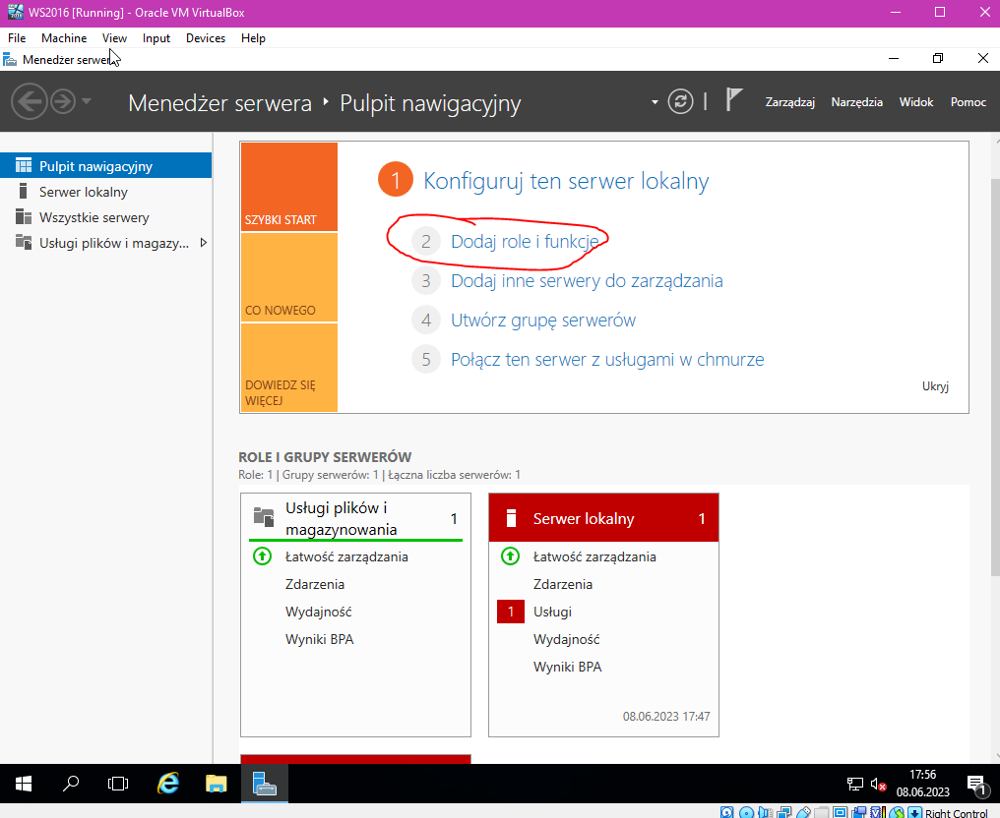 WS2016 [Running] - Oracle VM VirtualBox
File Machine View Input Devices Help
Menedżer serwera
Menedżer serwera Pulpit nawigacyjny
Zarządzaj Narzędzia Widok Pomoc
Pulpit nawigacyjny
Serwer lokalny
Wszystkie serwery
Usługi plików i magazy...
SZYBKI START
CO NOWEGO
DOWIEDZ SIĘ
WIĘCEJ
1 Konfiguruj ten serwer lokalny
2 Dodaj role i funkcje
3 Dodaj inne serwery do zarządzania
4 Utwórz grupę serwerów
5 Połącz ten serwer z usługami w chmurze
Ukryj
ROLE I GRUPY SERWERÓW
Role: 1 | Grupy serwerów: 1 | Łączna liczba serwerów: 1
Usługi plików i
magazynowania
1
Łatwość zarządzania
Zdarzenia
Wydajność
Wyniki BPA
Serwer lokalny 1
Łatwość zarządzania
Zdarzenia
1 Usługi
Wydajność
Wyniki BPA
08.06.2023 17:47
17:56
08.06.2023
1
Right Control